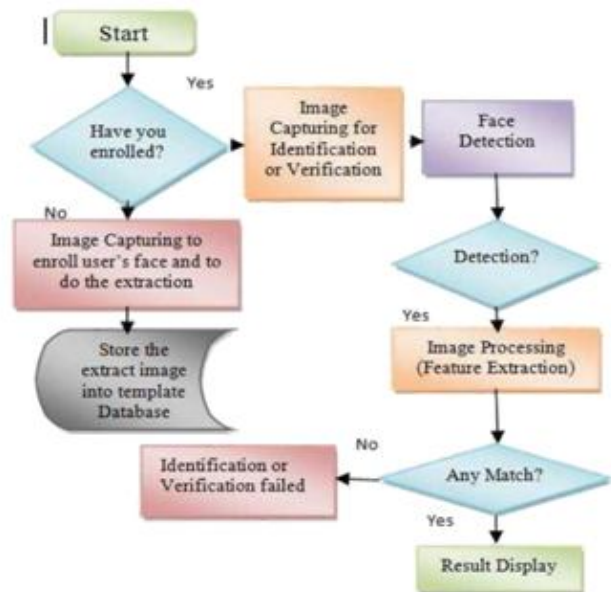 Start
Yes
Have you
enrolled?
Image
Capturing for
Identification
or Verification
Face
Detection
No
Image Capturing to
enroll user's face and to
do the extraction
Detection?
Yes
Store the
extract image
into template
Database
Image Processing
(Feature Extraction)
No
Identification or
Verification failed
Any Match?
Yes
Result Display